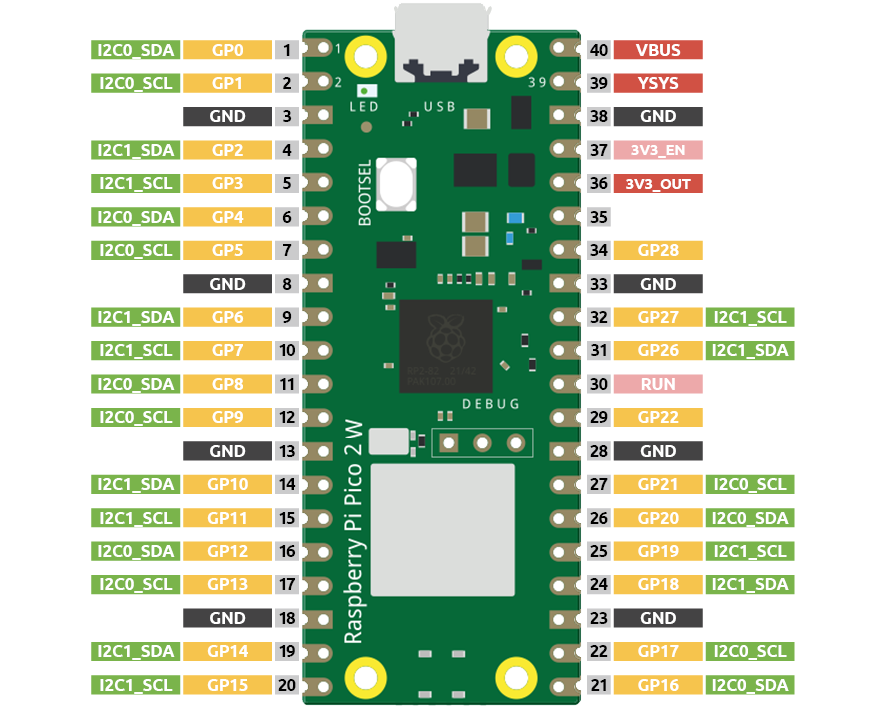 I2C0_SDA GP0 1 1 40 VBUS
I2C0_SCL GP1 2 2 39 39 YSYS
GND 3 LED USB 38 GND
I2C1_SDA GP2 4 37 3V3_EN
I2C1_SCL GP3 5 BOOTSEL 36 3V3_OUT
I2C0_SDA GP4 6 35
I2C0_SCL GP5 7 34 GP28
GND 8 33 GND
I2C1_SDA GP6 9 32 GP27 I2C1_SCL
I2C1_SCL GP7 10 31 GP26 I2C1_SDA
I2C0_SDA GP8 11 30 RUN
DEBUG
I2C0_SCL GP9 12 29 GP22
GND 13 28 GND
I2C1_SDA GP10 14 27 GP21 I2C0_SCL
I2C1_SCL GP11 15 Raspberry Pi Pico 2 W 26 GP20 I2C0_SDA
I2C0_SDA GP12 16 25 GP19 I2C1_SCL
I2C0_SCL GP13 17 24 GP18 I2C1_SDA
GND 18 23 GND
I2C1_SDA GP14 19 22 GP17 I2C0_SCL
I2C1_SCL GP15 20 21 GP16 I2C0_SDA